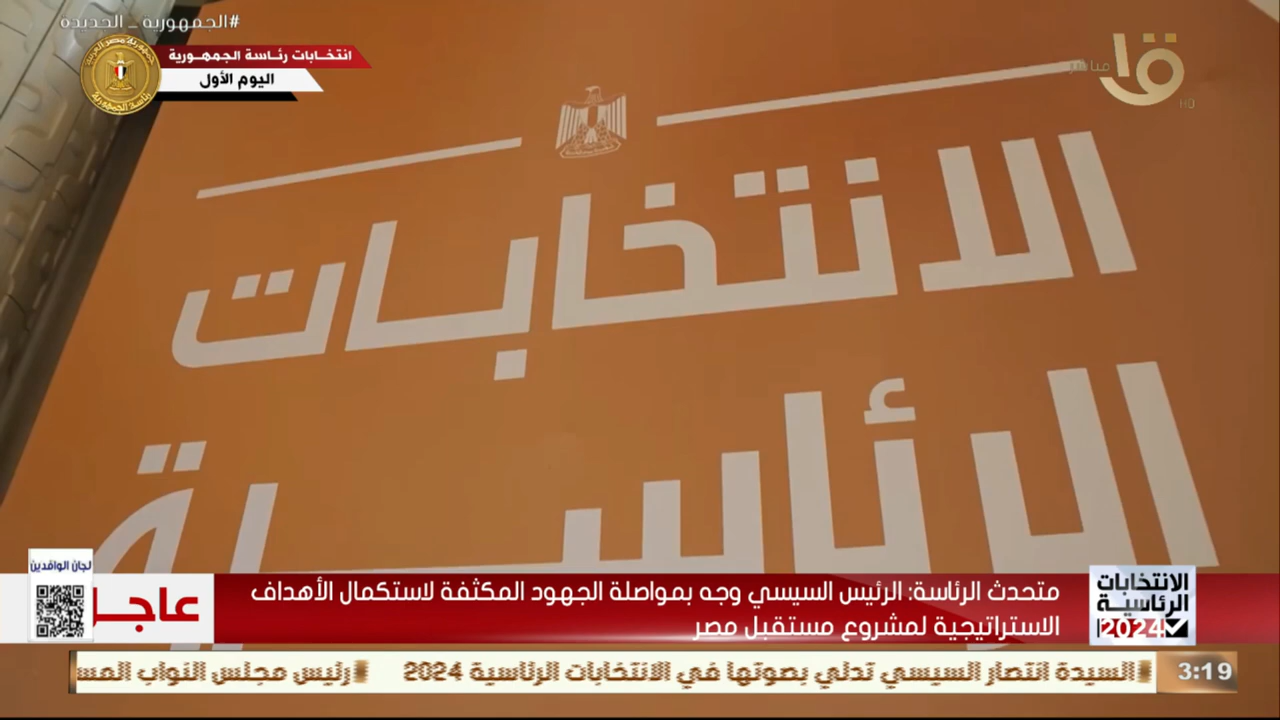 #الجمهورية_الجديدة
انتخابات رئاسة الجمهورية
اليوم الأول
مباشر
HD
الانتخابات
الرئاسية
لجان الوافدين
عاجل
متحدث الرئاسة: الرئيس السيسي وجه بمواصلة الجهود المكثفة لاستكمال الأهداف
الاستراتيجية لمشروع مستقبل مصر
الانتخابات
الرئاسية
2024
السيدة انتصار السيسي تدلي بصوتها في الانتخابات الرئاسية 2024
رئيس مجلس النواب
3:19